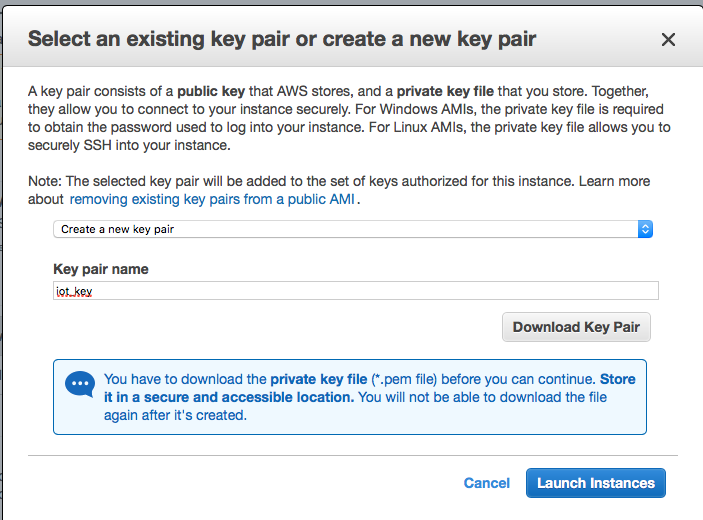 Select an existing key pair or create a new key pair
A key pair consists of a public key that AWS stores, and a private key file that you store. Together,
they allow you to connect to your instance securely. For Windows AMIs, the private key file is required
to obtain the password used to log into your instance. For Linux AMIs, the private key file allows you to
securely SSH into your instance.
Note: The selected key pair will be added to the set of keys authorized for this instance. Learn more
about removing existing key pairs from a public AMI.
Create a new key pair
Key pair name
iot_key
Download Key Pair
You have to download the private key file (*.pem file) before you can continue. Store
it in a secure and accessible location. You will not be able to download the file
again after it's created.
Cancel
Launch Instances